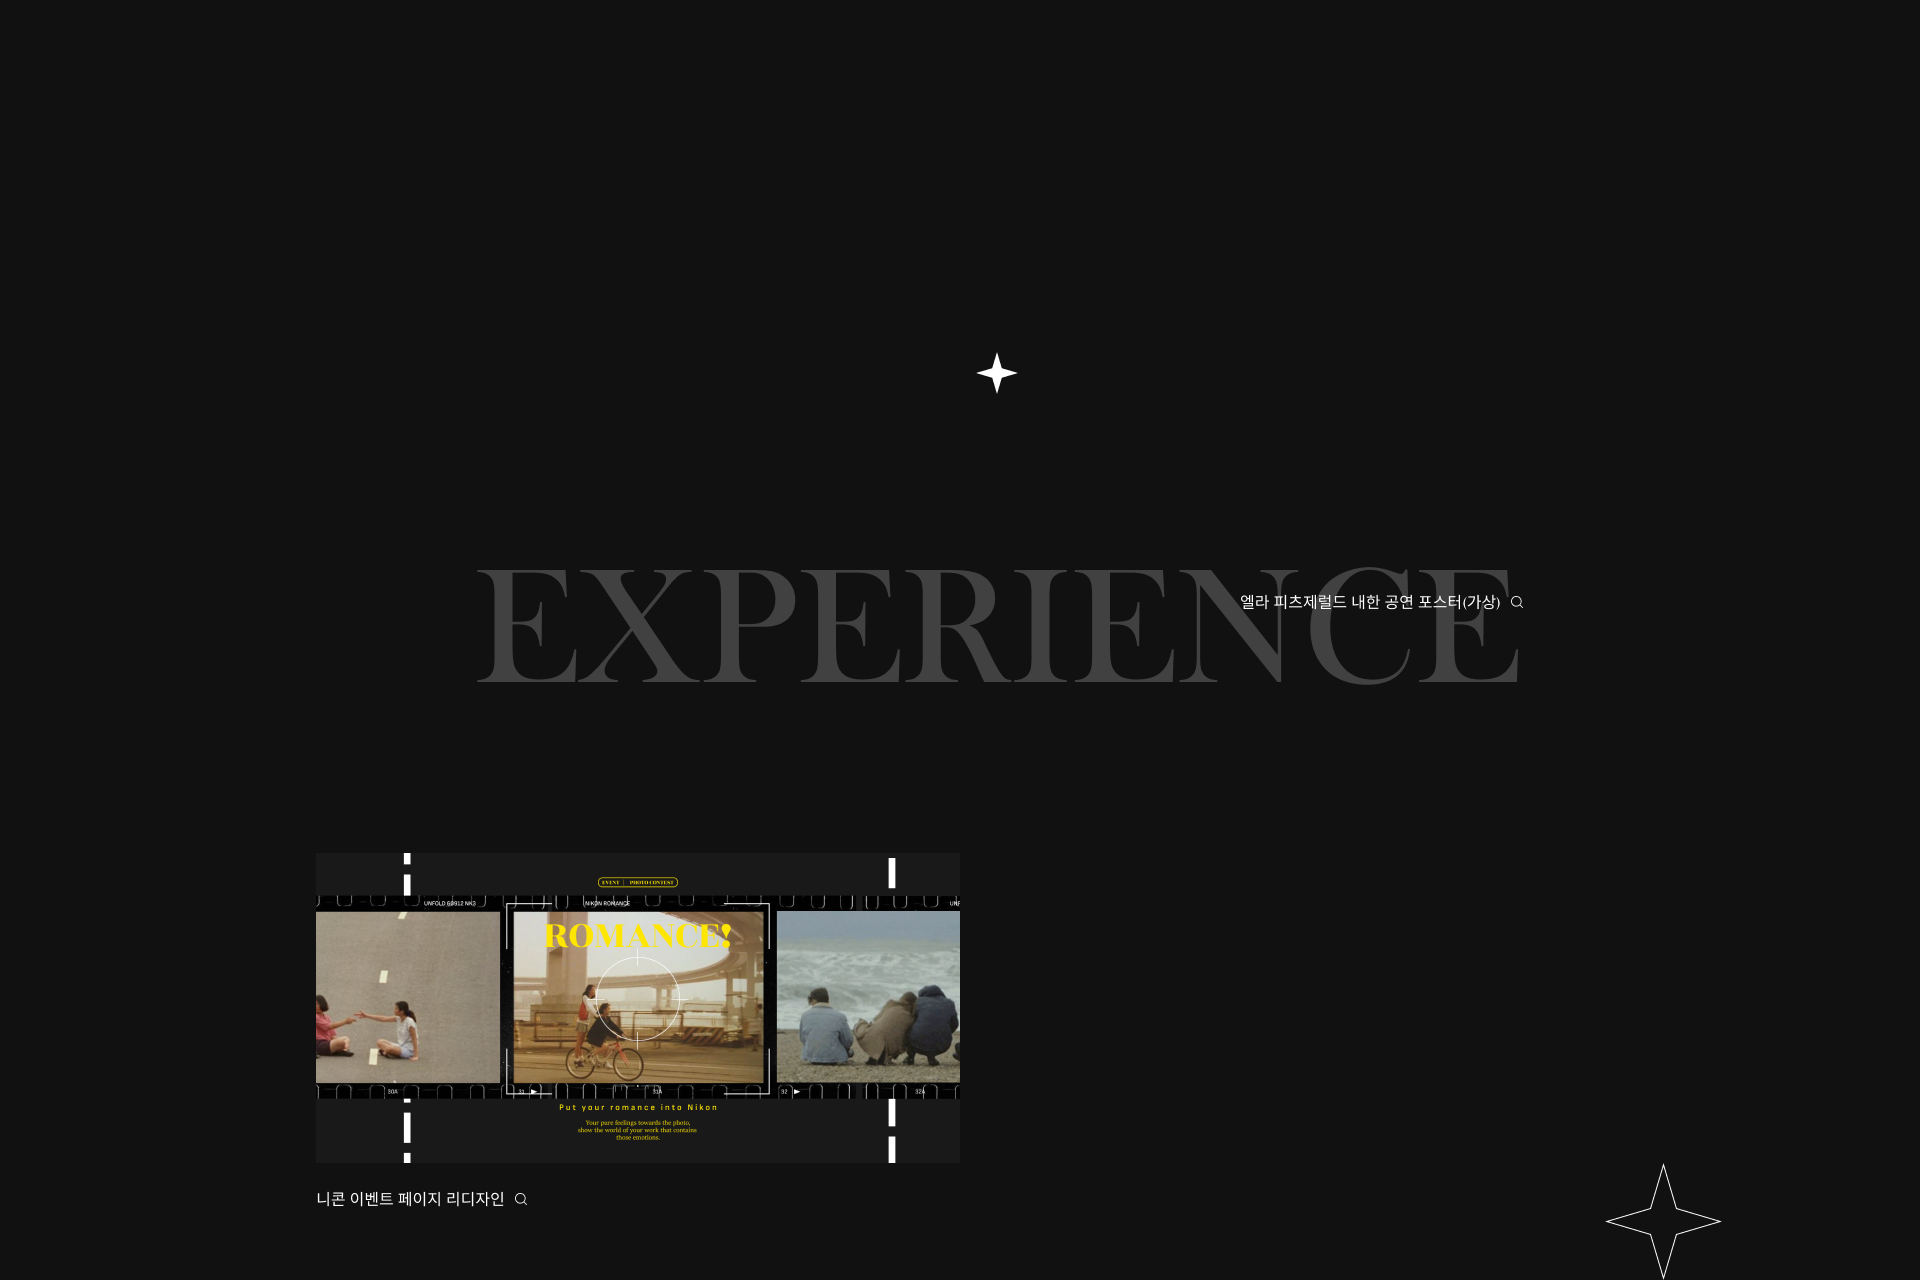 EXPERIENCE
엘라 피츠제럴드 내한 공연 포스터(가상)
EVENT PHOTO CONTEST
UNFOLD 60912 NK3
NIKON ROMANCE
UNF
ROMANCE!
30A
31
31A
32
32A
Put your romance into Nikon
Your pure feelings towards the photo,
show the world of your work that contains
those emotions.
니콘 이벤트 페이지 리디자인